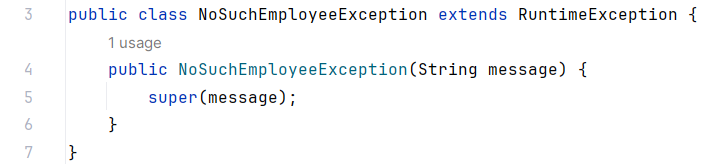 3 public class NoSuchEmployeeException extends RuntimeException {
1 usage
4 public NoSuchEmployeeException(String message) {
5 super(message);
6 }
7 }